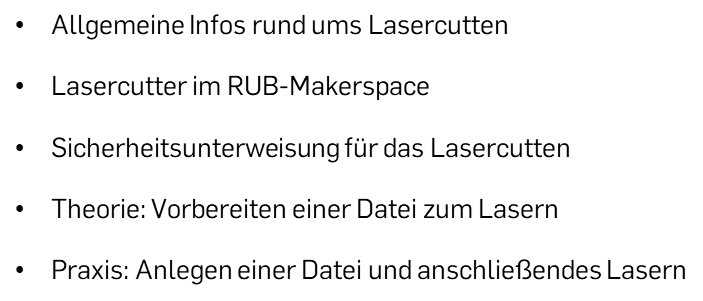 • Allgemeine Infos rund ums Lasercutten
• Lasercutter im RUB-Makerspace
• Sicherheitsunterweisung für das Lasercutten
• Theorie: Vorbereiten einer Datei zum Lasern
• Praxis: Anlegen einer Datei und anschließendes Lasern